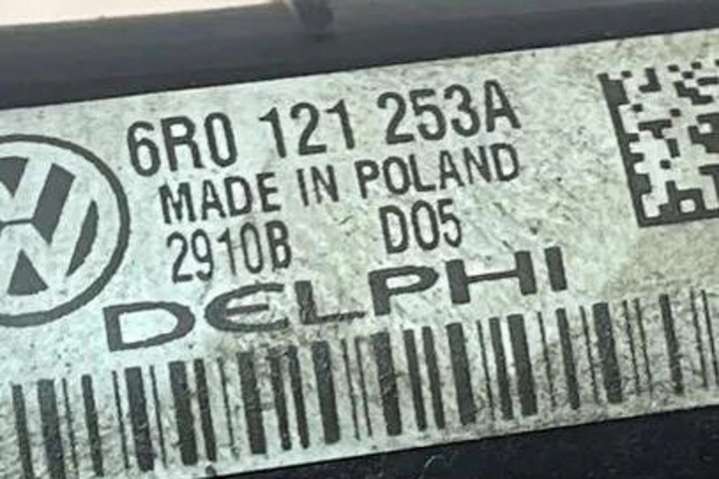 6R0 121 253A
MADE IN POLAND
2910B D05
DELPHI